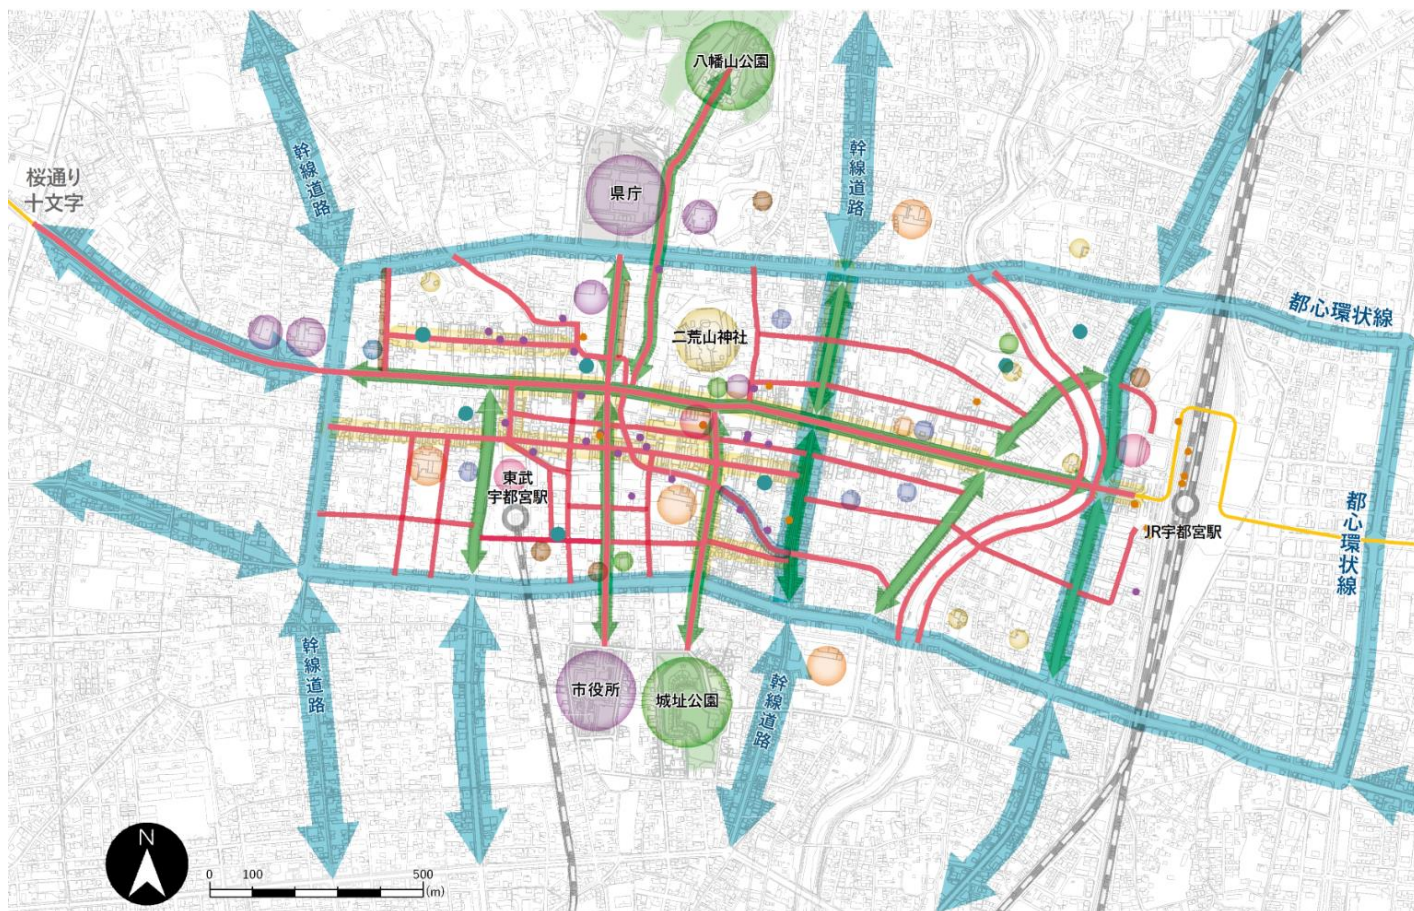 八幡山公園
幹線道路
幹線道路
桜通り
十文字
県庁
都心環状線
二荒山神社
東武
宇都宮駅
JR宇都宮駅
都心環状線
幹線道路
市役所
城址公園
幹線道路
N
0 100 500
(m)